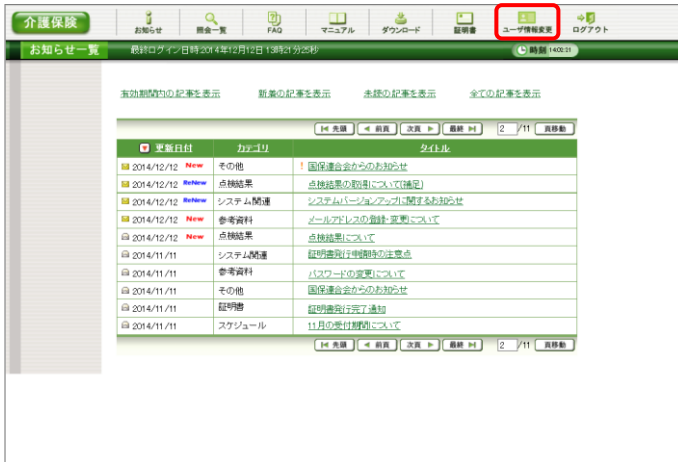 介護保険
お知らせ
照会一覧
FAQ
マニュアル
ダウンロード
証明書
ユーザ情報変更
ログアウト
お知らせ一覧
最終ログイン日時:2014年12月12日 13時21分25秒
時刻 14:02:31
有効期間内の記事を表示 新着の記事を表示 未読の記事を表示 全ての記事を表示
先頭 前頁 次頁 最終 2 /11 頁移動
更新日付 カテゴリ タイトル
2014/12/12 New その他 ! 国保連合会からのお知らせ
2014/12/12 ReNew 点検結果 点検結果の取得について(補足)
2014/12/12 ReNew システム関連 システムバージョンアップに関するお知らせ
2014/12/12 New 参考資料 メールアドレスの登録・変更について
2014/12/12 New 点検結果 点検結果について
2014/11/11 システム関連 証明書発行申請時の注意点
2014/11/11 参考資料 パスワードの変更について
2014/11/11 その他 国保連合会からのお知らせ
2014/11/11 証明書 証明書発行完了通知
2014/11/11 スケジュール 11月の受付期間について
先頭 前頁 次頁 最終 2 /11 頁移動